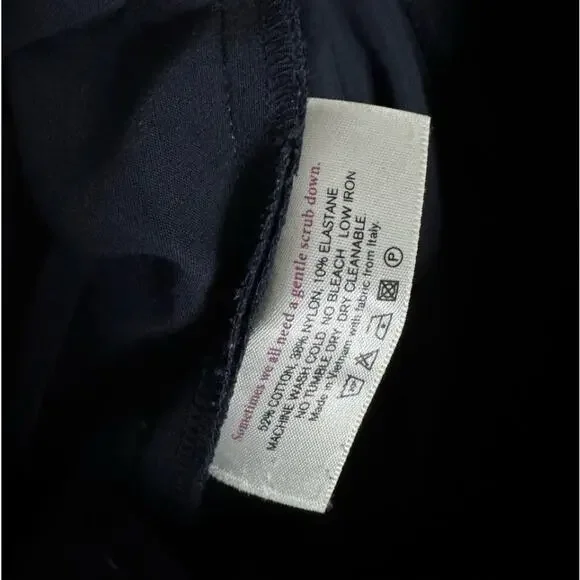 Sometimes we all need a gentle scrub down.
52% COTTON, 38% NYLON, 10% ELASTANE
MACHINE WASH COLD. NO BLEACH LOW IRON
NO TUMBLE DRY DRY CLEANABLE.
Made in Vietnam with fabric from Italy.
P